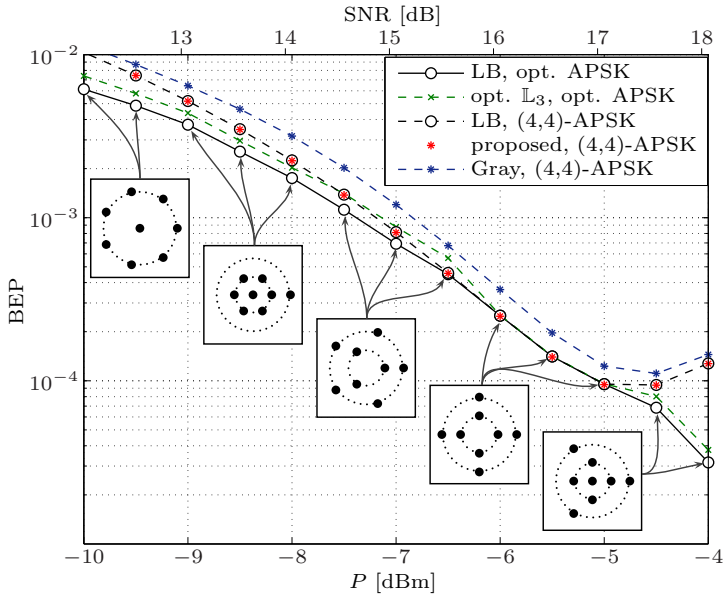 SNR [dB]
13 14 15 16 17 18
10⁻²
10⁻³
10⁻⁴
BEP
LB, opt. APSK
opt. 𝕃₃, opt. APSK
LB, (4,4)-APSK
proposed, (4,4)-APSK
Gray, (4,4)-APSK
−10 −9 −8 −7 −6 −5 −4
P [dBm]